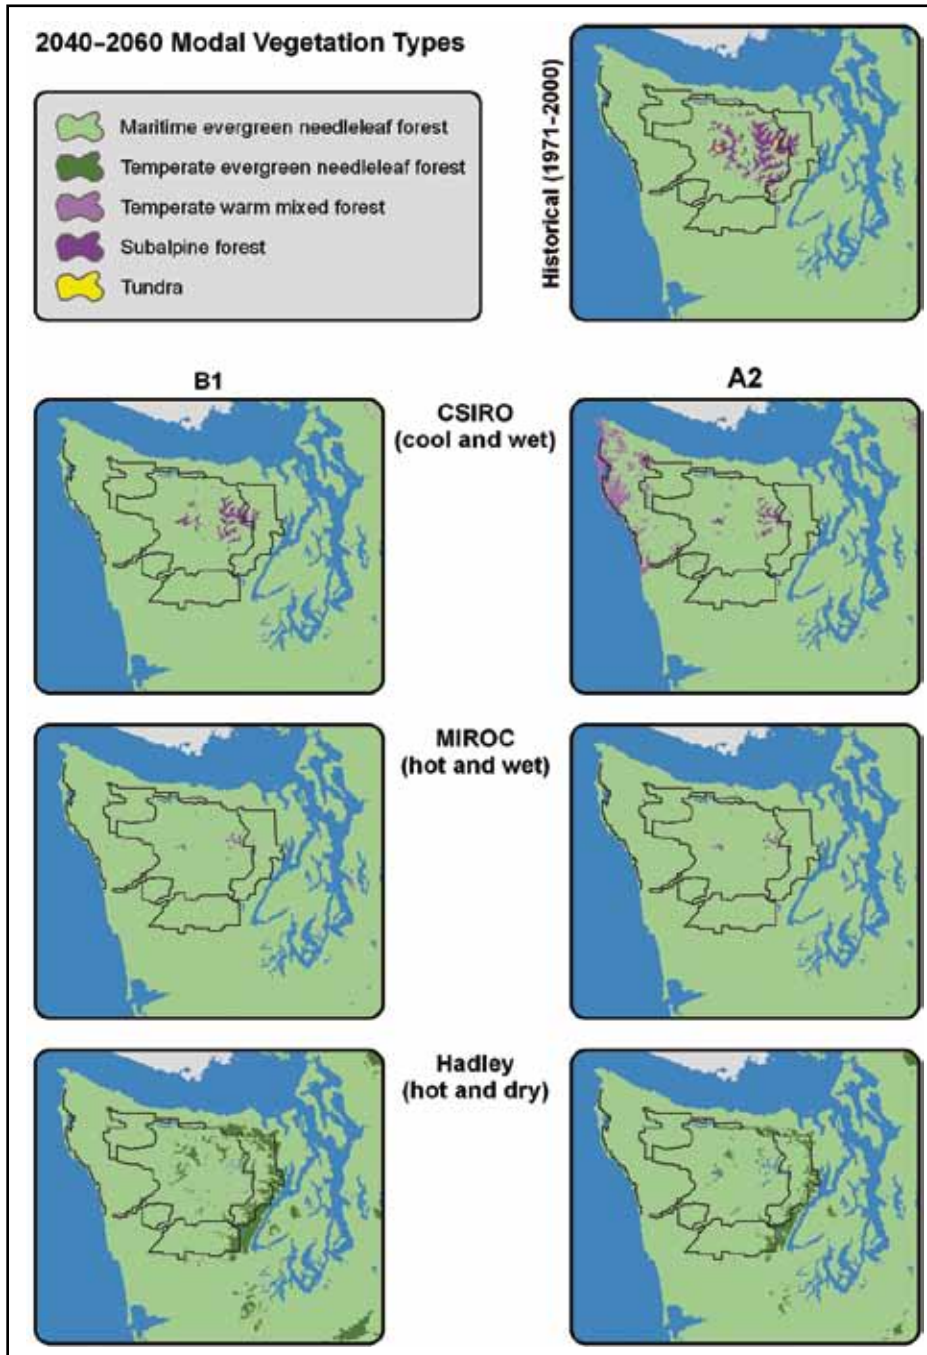 2040–2060 Modal Vegetation Types
Maritime evergreen needleleaf forest
Temperate evergreen needleleaf forest
Temperate warm mixed forest
Subalpine forest
Tundra
Historical (1971–2000)
B1
A2
CSIRO
(cool and wet)
MIROC
(hot and wet)
Hadley
(hot and dry)